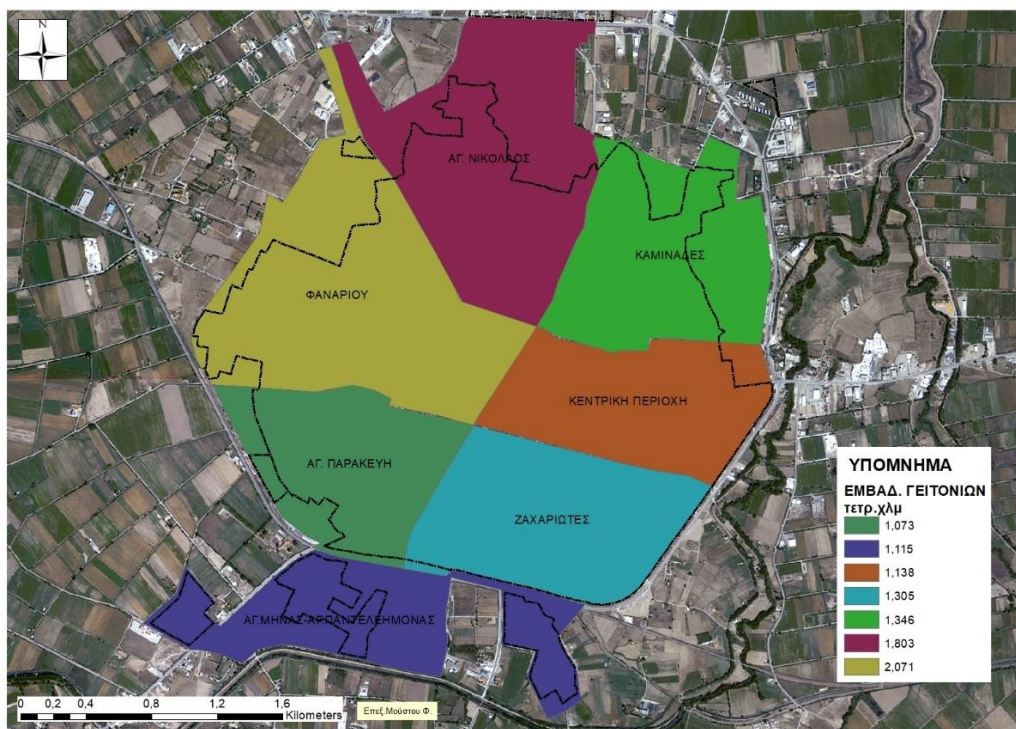 N
ΑΓ. ΝΙΚΟΛΑΟΣ
ΚΑΜΙΝΑΔΕΣ
ΦΑΝΑΡΙΟΥ
ΚΕΝΤΡΙΚΗ ΠΕΡΙΟΧΗ
ΑΓ. ΠΑΡΑΚΕΥΗ
ΖΑΧΑΡΙΩΤΕΣ
ΑΓ.ΜΗΝΑΣ-ΑΓ.ΠΑΝΤΕΛΕΗΜΟΝΑΣ
ΥΠΟΜΝΗΜΑ
ΕΜΒΑΔ. ΓΕΙΤΟΝΙΩΝ
τετρ.χλμ
1,073
1,115
1,138
1,305
1,346
1,803
2,071
0 0,2 0,4 0,8 1,2 1,6
Kilometers
Επεξ.Μούστου Φ.